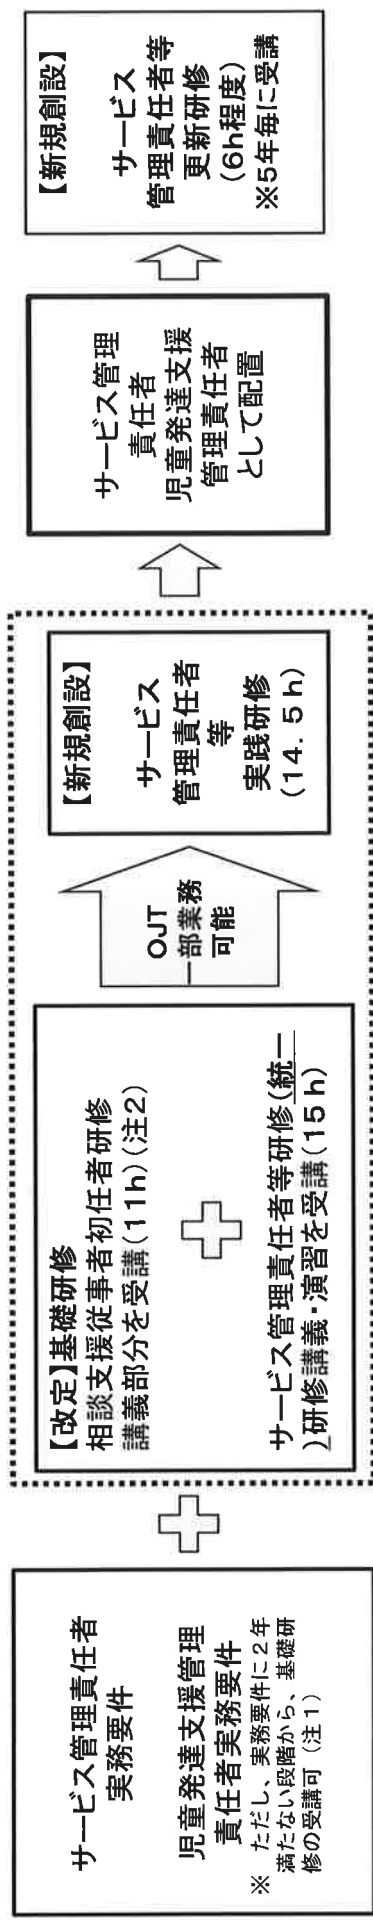 サービス管理責任者
実務要件
児童発達支援管理
責任者実務要件
※ ただし、実務要件に２年
満たない段階から、基礎研
修の受講可（注１）
【改定】基礎研修
相談支援従事者初任者研修
講義部分を受講(11h)(注2)
サービス管理責任者等研修(統一
)研修講義・演習を受講(15h)
OJT
一部業務
可能
【新規創設】
サービス
管理責任者
等
実践研修
(14.5h)
サービス管理
責任者
児童発達支援
管理責任者
として配置
【新規創設】
サービス
管理責任者等
更新研修
(6h程度)
※5年毎に受講